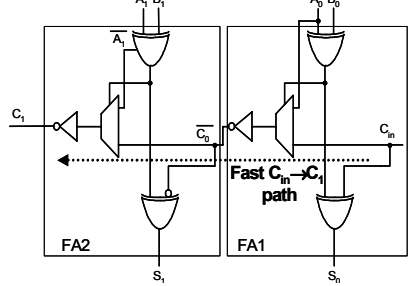 A1 B1 A0 B0
A1
C1 C0 Cin
Fast Cin→C1
path
FA2 FA1
S1 S0